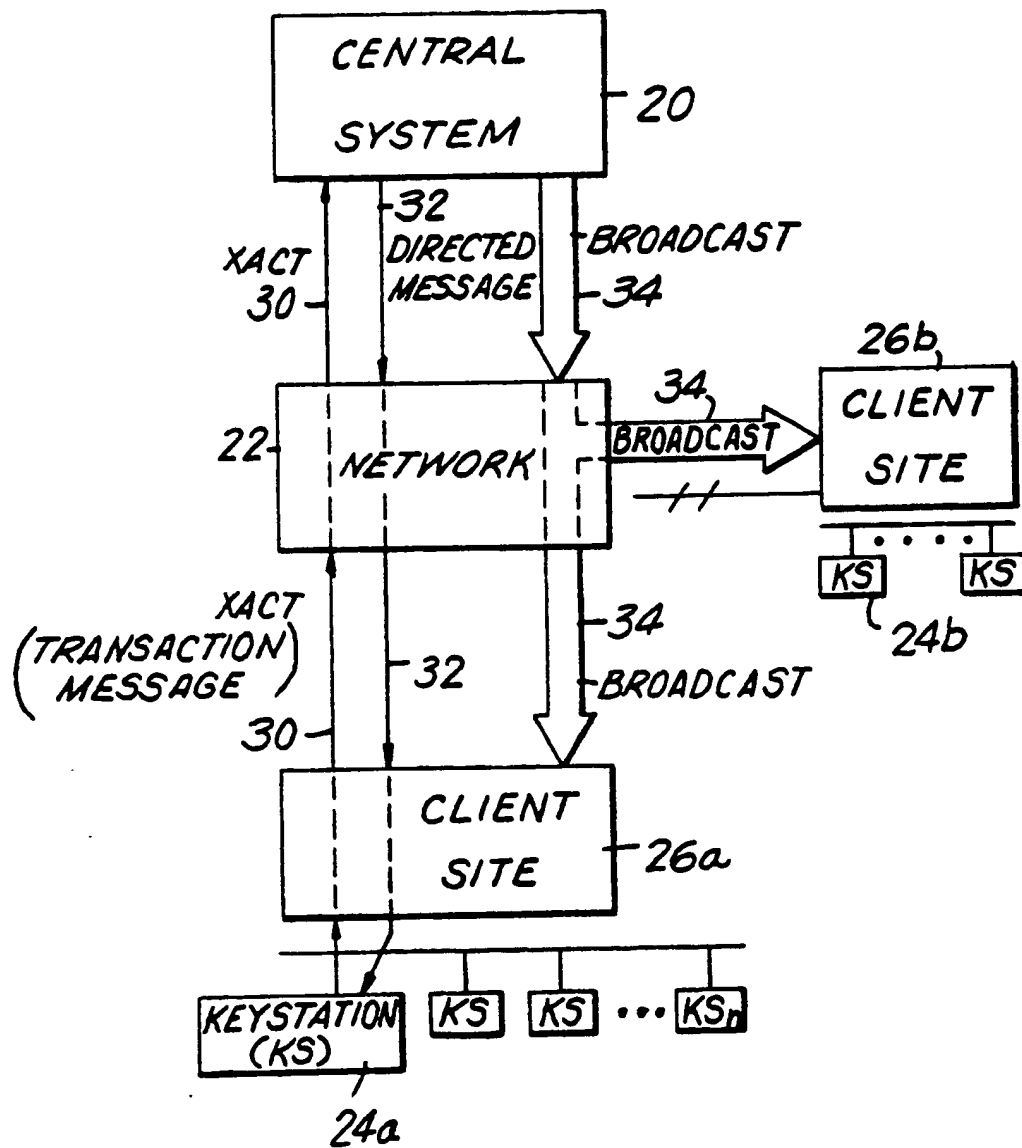 CENTRAL
SYSTEM
20
XACT
30
32
DIRECTED
MESSAGE
BROADCAST
34
NETWORK
22
34
BROADCAST
26b
CLIENT
SITE
KS
....
KS
24b
XACT
(TRANSACTION
MESSAGE)
30
32
34
BROADCAST
CLIENT
SITE
26a
KEYSTATION
(KS)
24a
KS
KS
...
KSn